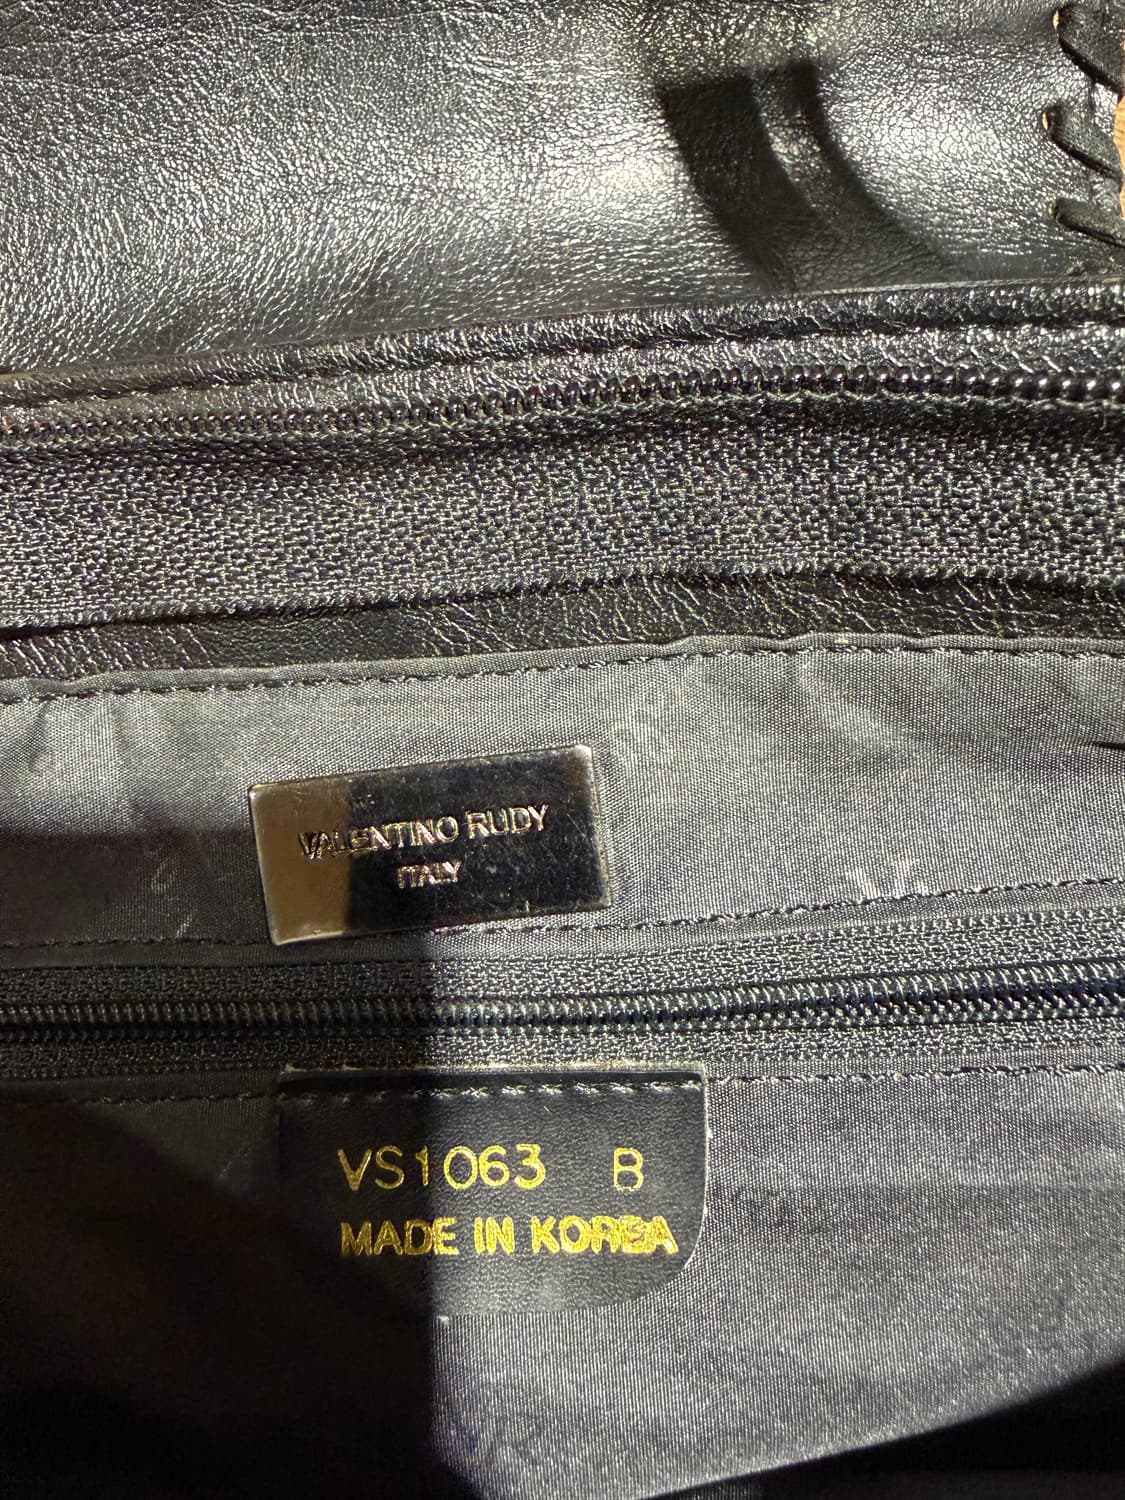 VALENTINO RUDY
ITALY
VS1063 B
MADE IN KOREA